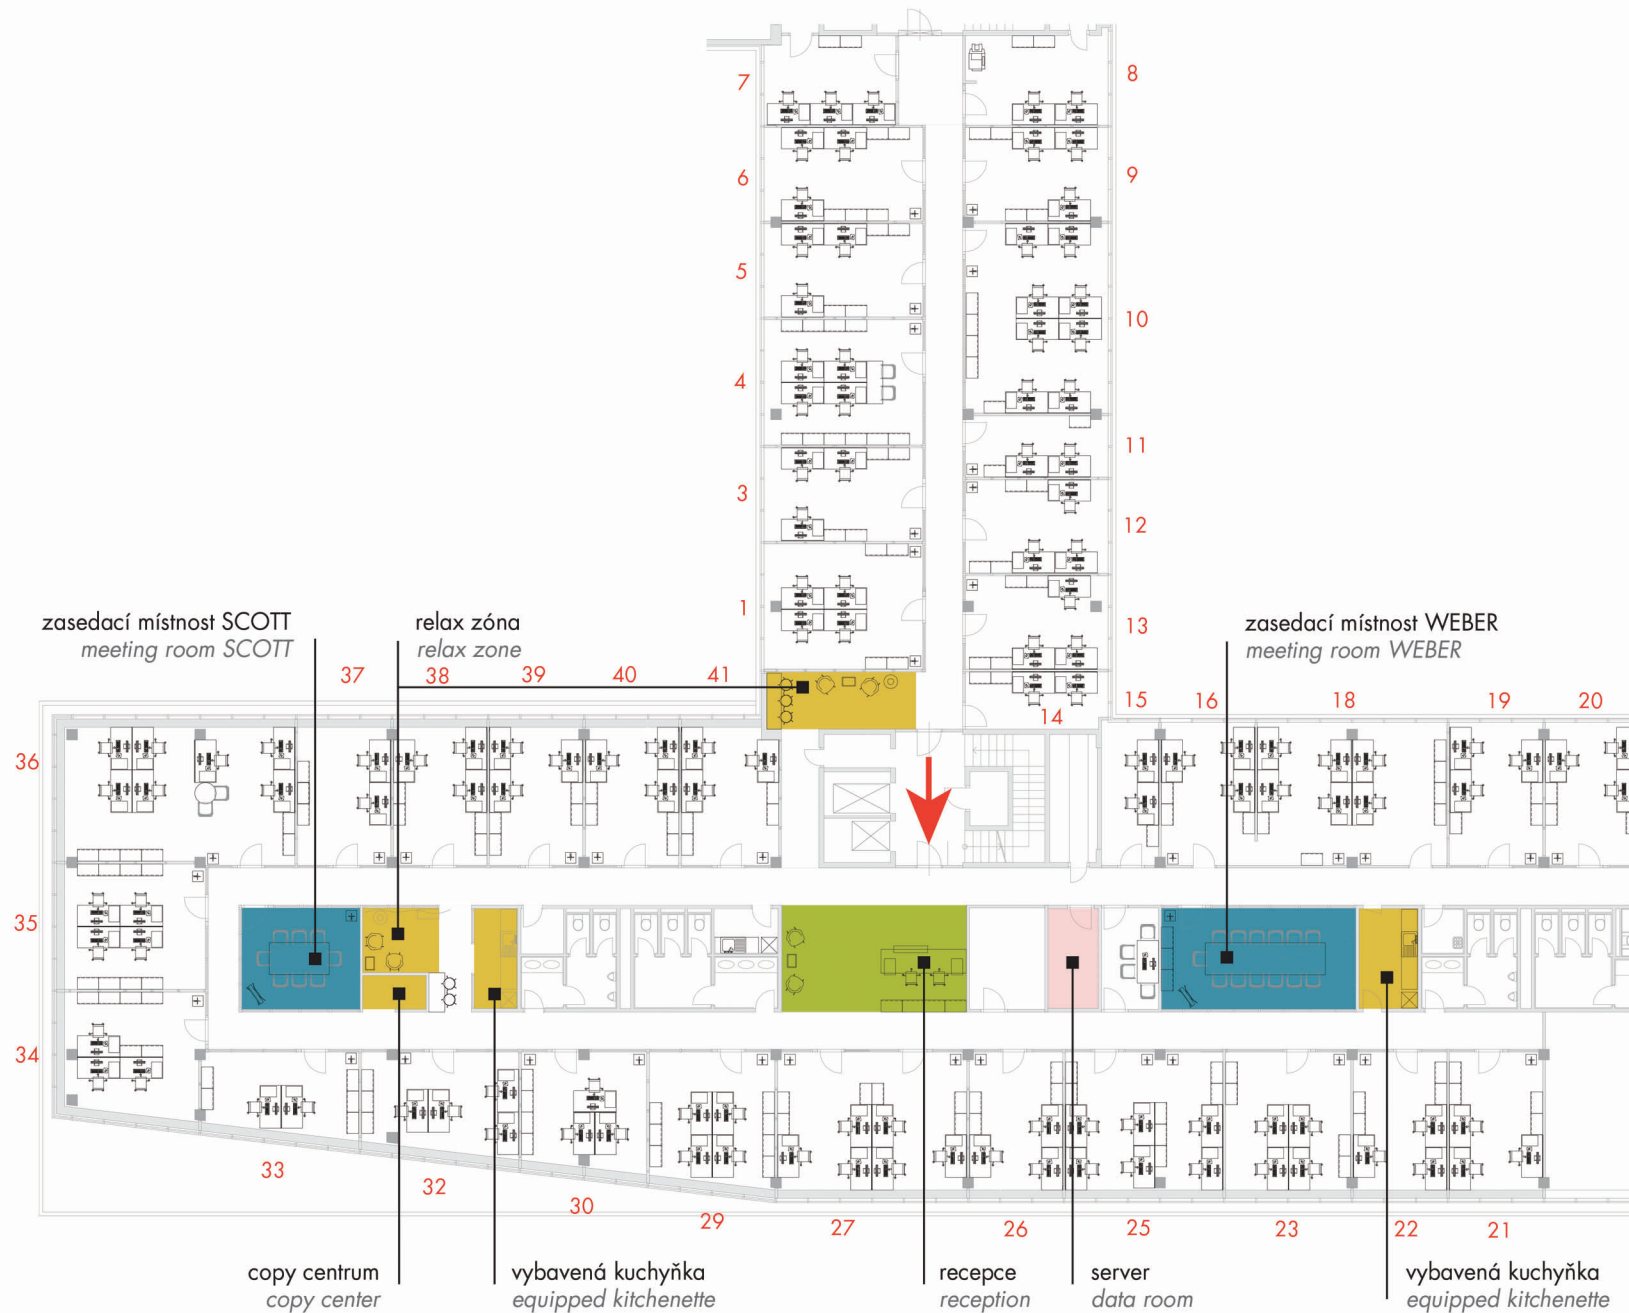 7
8
6
9
5
10
4
11
3
12
1
13
zasedací místnost SCOTT
meeting room SCOTT
relax zóna
relax zone
zasedací místnost WEBER
meeting room WEBER
37
38
39
40
41
14
15
16
18
19
20
36
35
34
33
32
30
29
27
26
25
23
22
21
copy centrum
copy center
vybavená kuchyňka
equipped kitchenette
recepce
reception
server
data room
vybavená kuchyňka
equipped kitchenette